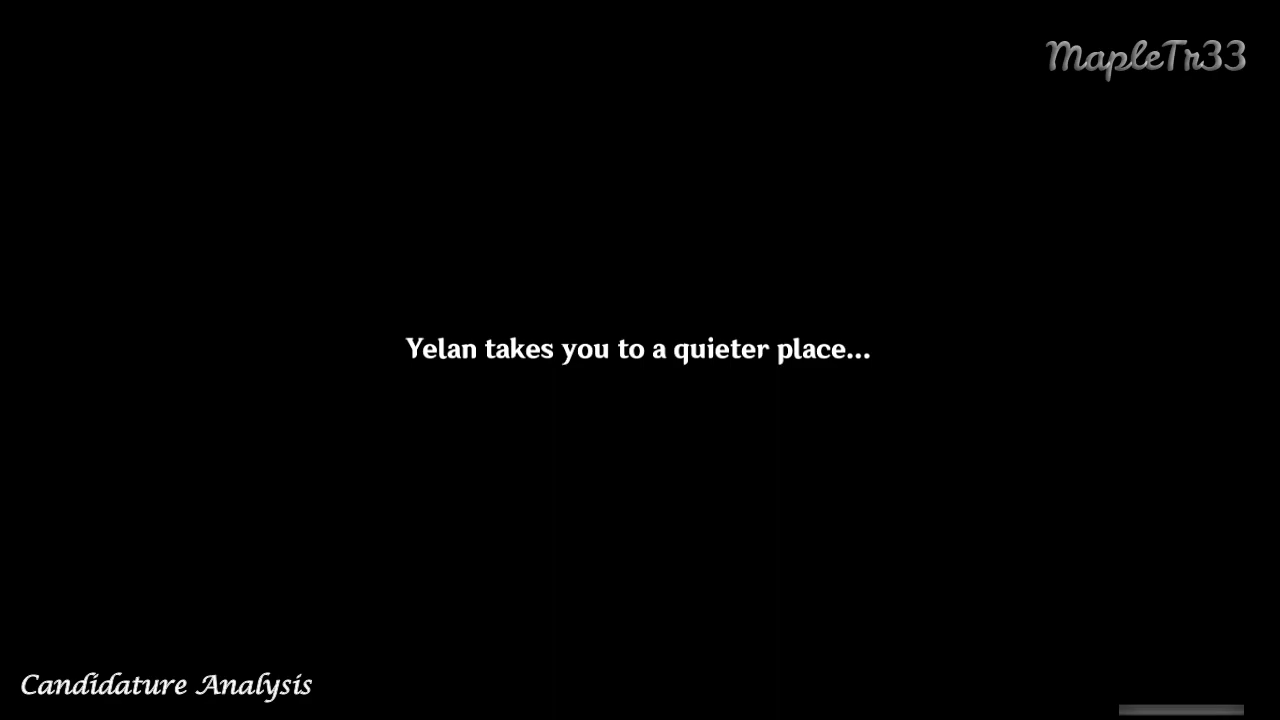 MapleTr33
Yelan takes you to a quieter place...
Candidature Analysis